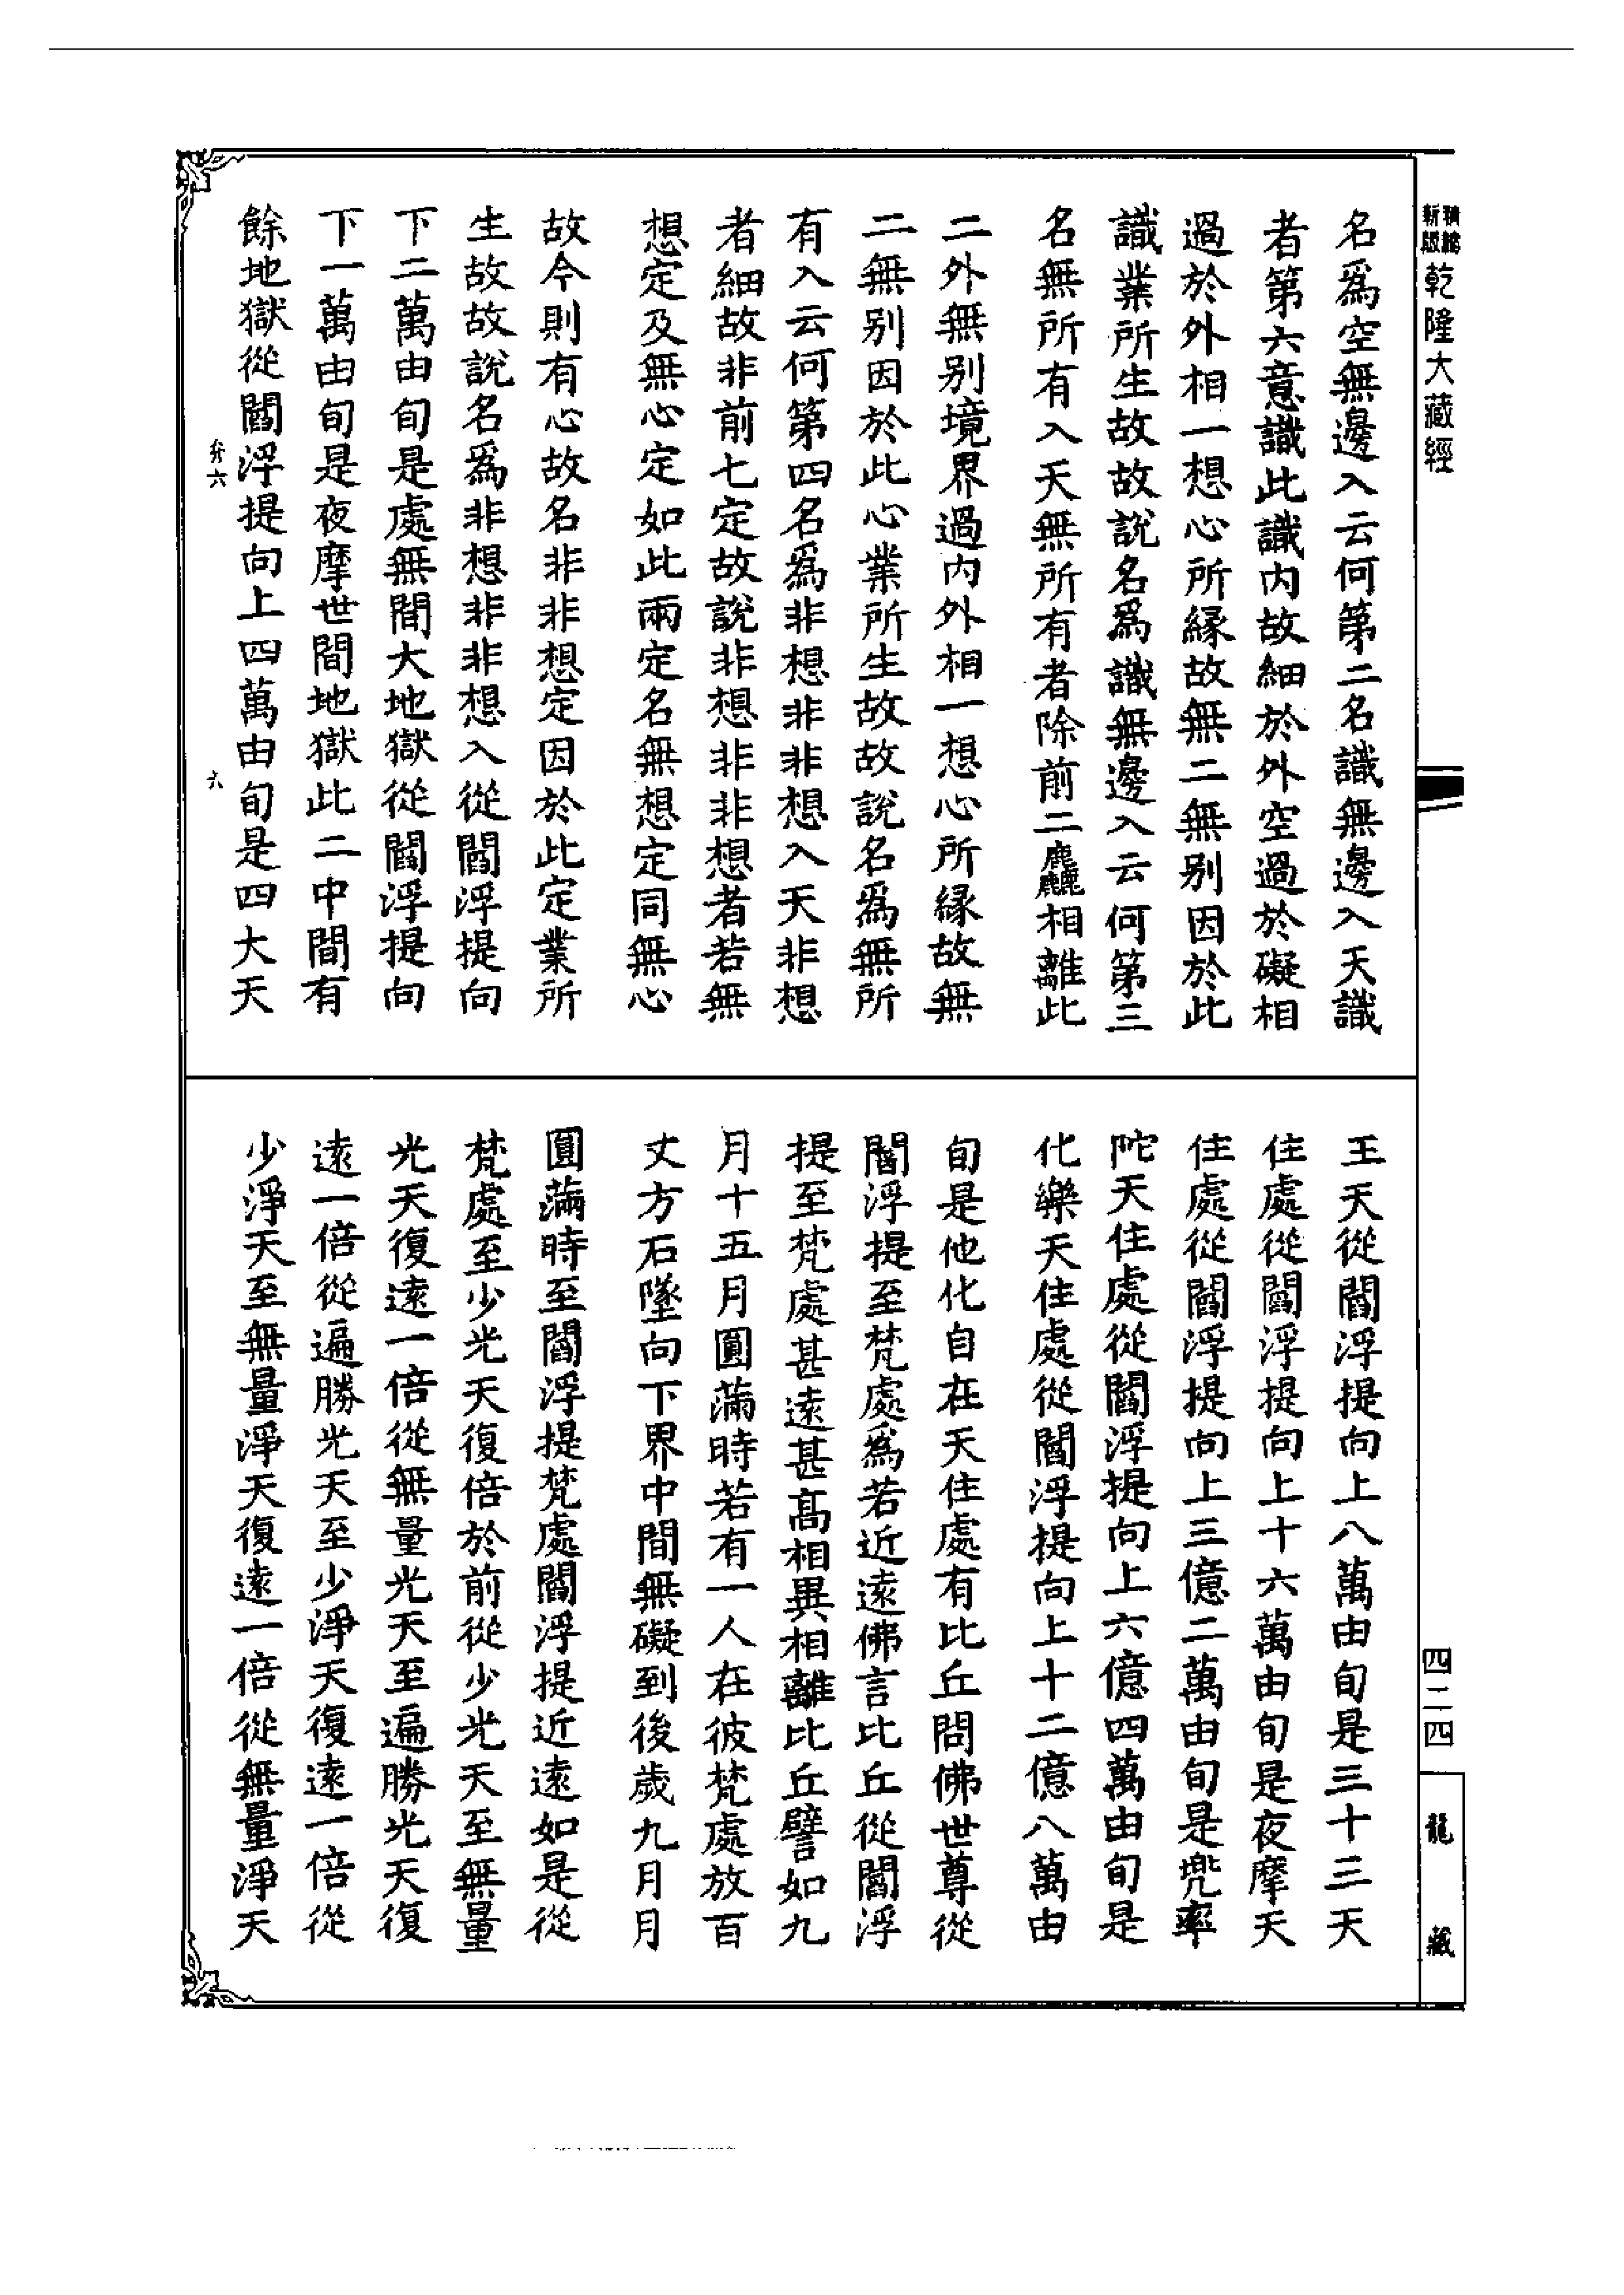 新版
精縮
乾隆大藏經
名爲空無邊入云何第二名識無邊入天識
者第六意識此識内故細於外空過於礙相
過於外相一想心所緣故無二無别因於此
識業所生故故說名爲識無邊入云何第三
名無所有入天無所有者除前二麤相離此
二外無别境界過内外相一想心所緣故無
二無别因於此心業所生故故說名爲無所
有入云何第四名爲非想非非想入天非想
者細故非前七定故說非想非非想者若無
想定及無心定如此兩定名無想定同無心
故今則有心故名非非想定因於此定業所
生故故說名爲非想非非想入從閻浮提向
下二萬由旬是處無間大地獄從閻浮提向
下一萬由旬是夜摩世間地獄此二中間有
餘地獄從閻浮提向上四萬由旬是四大天
六
六
王天從閻浮提向上八萬由旬是三十三天
住處從閻浮提向上十六萬由旬是夜摩天
住處從閻浮提向上三億二萬由旬是兜率
陀天住處從閻浮提向上六億四萬由旬是
化樂天住處從閻浮提向上十二億八萬由
旬是他化自在天住處有比丘問佛世尊從
閻浮提至梵處爲若近遠佛言比丘從閻浮
提至梵處甚遠甚高相異相離比丘譬如九
月十五月圓滿時若有一人在彼梵處放百
丈方石墜向下界中間無礙到後歲九月月
圓滿時至閻浮提梵處閻浮提近遠如是從
梵處至少光天復倍於前從少光天至無量
光天復遠一倍從無量光天至遍勝光天復
遠一倍從遍勝光天至少淨天復遠一倍從
少淨天至無量淨天復遠一倍從無量淨天
四二四
龍藏